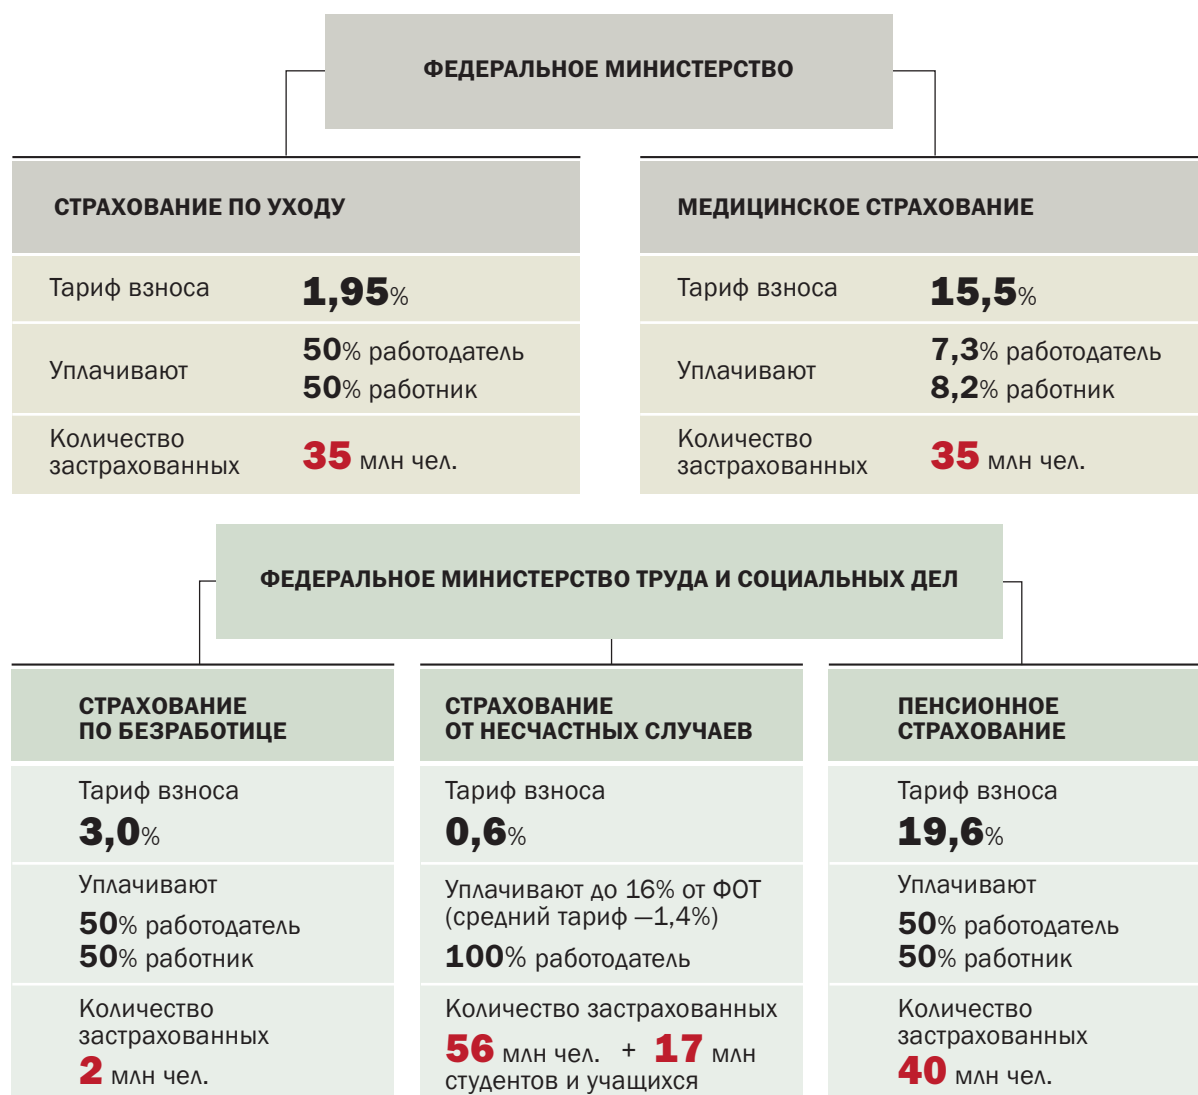 ФЕДЕРАЛЬНОЕ МИНИСТЕРСТВО
СТРАХОВАНИЕ ПО УХОДУ
Тариф взноса
1,95%
Уплачивают
50% работодатель
50% работник
Количество
застрахованных
35 млн чел.
МЕДИЦИНСКОЕ СТРАХОВАНИЕ
Тариф взноса
15,5%
Уплачивают
7,3% работодатель
8,2% работник
Количество
застрахованных
35 млн чел.
ФЕДЕРАЛЬНОЕ МИНИСТЕРСТВО ТРУДА И СОЦИАЛЬНЫХ ДЕЛ
СТРАХОВАНИЕ
ПО БЕЗРАБОТИЦЕ
Тариф взноса
3,0%
Уплачивают
50% работодатель
50% работник
Количество
застрахованных
2 млн чел.
СТРАХОВАНИЕ
ОТ НЕСЧАСТНЫХ СЛУЧАЕВ
Тариф взноса
0,6%
Уплачивают до 16% от ФОТ
(средний тариф —1,4%)
100% работодатель
Количество застрахованных
56 млн чел. + 17 млн
студентов и учащихся
ПЕНСИОННОЕ
СТРАХОВАНИЕ
Тариф взноса
19,6%
Уплачивают
50% работодатель
50% работник
Количество
застрахованных
40 млн чел.